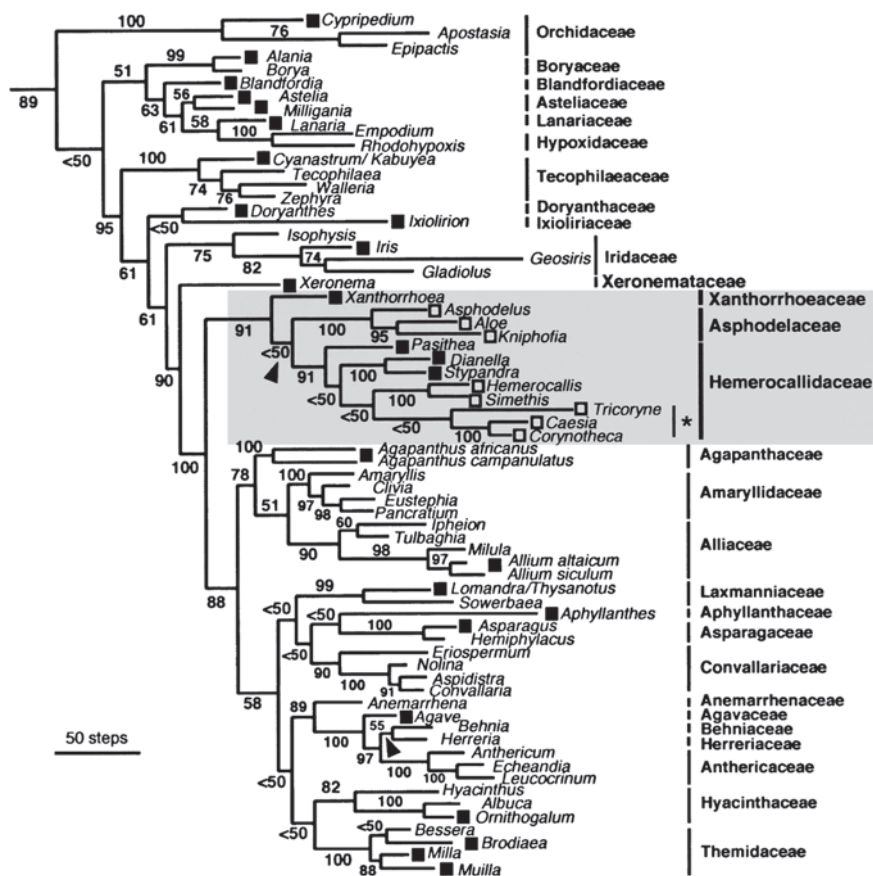 100
Cypripedium
76
Apostasia
Epipactis
Orchidaceae
89
51
99
Alania
Borya
Boryaceae
Blandfordia
Blandfordiaceae
63
56
Astelia
Milligania
Asteliaceae
61
58
Lanaria
Lanariaceae
100
Empodium
Rhodohypoxis
Hypoxidaceae
<50
100
Cyanastrum/ Kabuyea
Tecophilaea
74
Walleria
76
Zephyra
Tecophilaeaceae
95
<50
Doryanthes
Doryanthaceae
Ixiolirion
Ixioliriaceae
61
75
Isophysis
Iris
82
74
Geosiris
Gladiolus
Iridaceae
61
Xeronema
Xeronemataceae
90
91
Xanthorrhoea
Xanthorrhoeaceae
<50
100
Asphodelus
95
Aloe
Kniphofia
Asphodelaceae
91
Pasithea
100
Dianella
Stypandra
<50
Hemerocallis
100
Simethis
<50
<50
Tricoryne
Caesia
100
Corynotheca
*
Hemerocallidaceae
100
100
Agapanthus africanus
Agapanthus campanulatus
Agapanthaceae
78
51
100
Amaryllis
Clivia
97
Eustephia
98
Pancratium
Amaryllidaceae
60
Ipheion
Tulbaghia
90
98
Milula
97
Allium altaicum
Allium siculum
Alliaceae
88
99
Lomandra/Thysanotus
Sowerbaea
Laxmanniaceae
<50
<50
Aphyllanthes
Aphyllanthaceae
100
Asparagus
Hemiphylacus
Asparagaceae
<50
Eriospermum
90
Nolina
100
Aspidistra
91
Convallaria
Convallariaceae
58
89
Anemarrhena
Anemarrhenaceae
Agave
Agavaceae
100
55
Behnia
Behniaceae
Herreria
Herreriaceae
97
Anthericum
100
Echeandia
100
Leucocrinum
Anthericaceae
50 steps
<50
82
Hyacinthus
100
Albuca
Ornithogalum
Hyacinthaceae
<50
<50
Bessera
Brodiaea
100
Milla
88
Muilla
Themidaceae